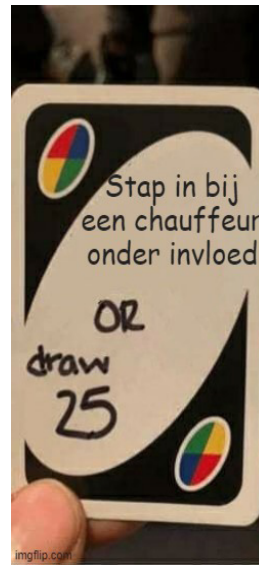 Stap in bij
een chauffeur
onder invloed
OR
draw
25
imgflip.com